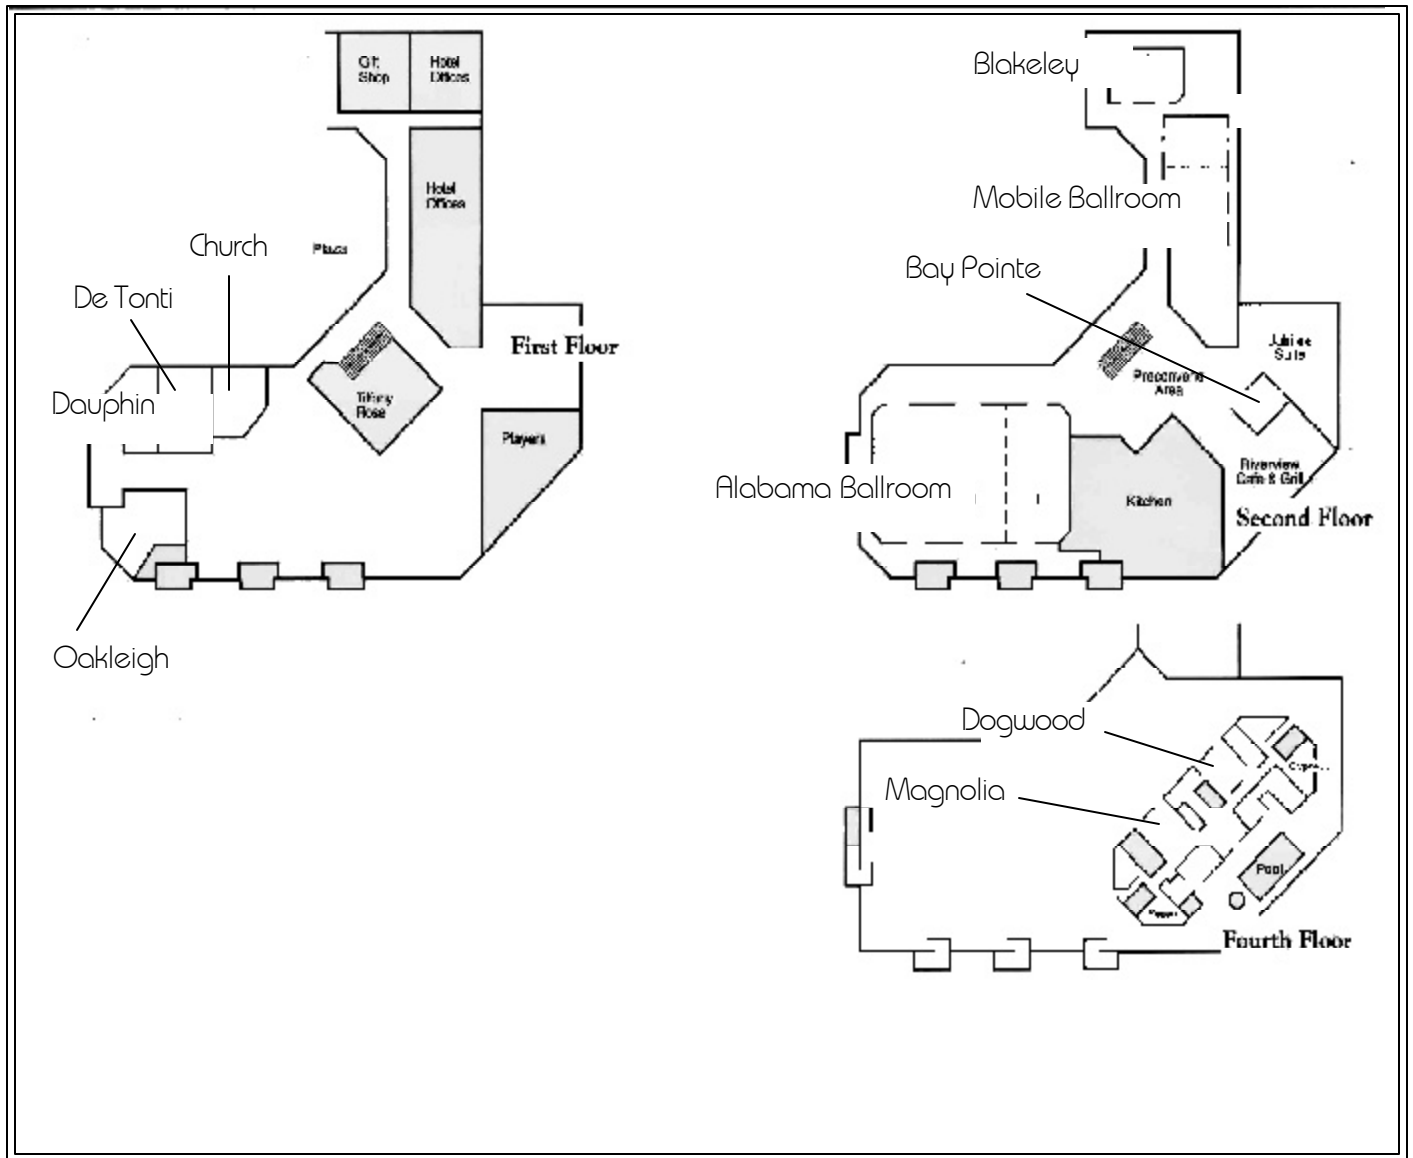 Gift
Shop
Hotel
Offices
Hotel
Offices
Plaza
Church
De Tonti
Dauphin
First Floor
Tiffany
Rose
Players
Oakleigh
Blakeley
Mobile Ballroom
Bay Pointe
Jubilee
Suite
Area
Alabama Ballroom
Kitchen
Riverview
Cafe & Grill
Second Floor
Dogwood
Magnolia
Pool
Fourth Floor